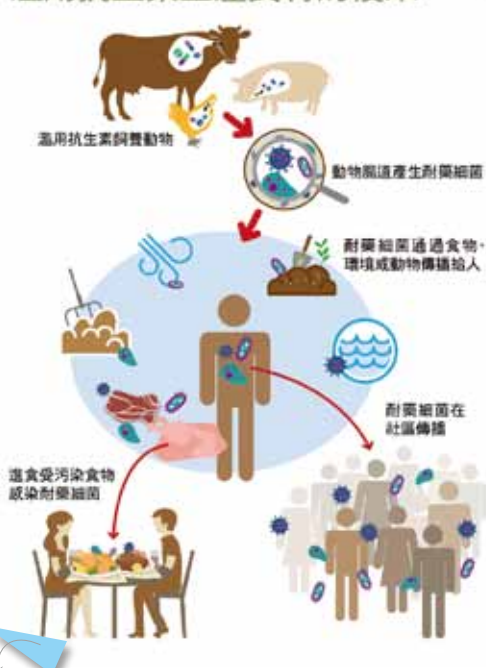 濫用抗生素飼養動物
動物腸道產生耐藥細菌
耐藥細菌通過食物、
環境或動物傳播給人
耐藥細菌在
社區傳播
進食受污染食物
感染耐藥細菌